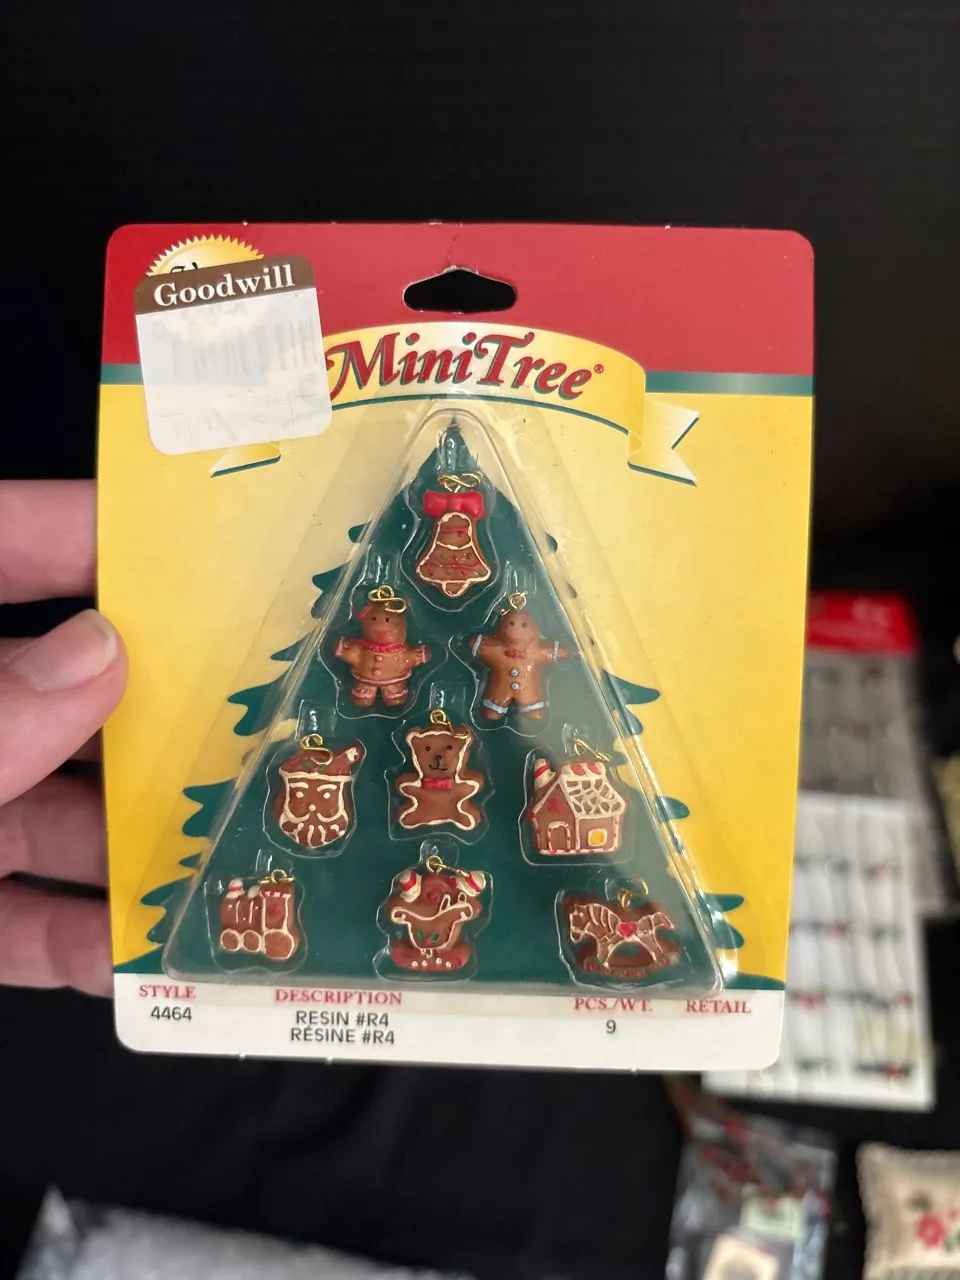 Goodwill
MiniTree®
STYLE DESCRIPTION PCS./WT. RETAIL
4464 RESIN #R4 9
RÉSINE #R4